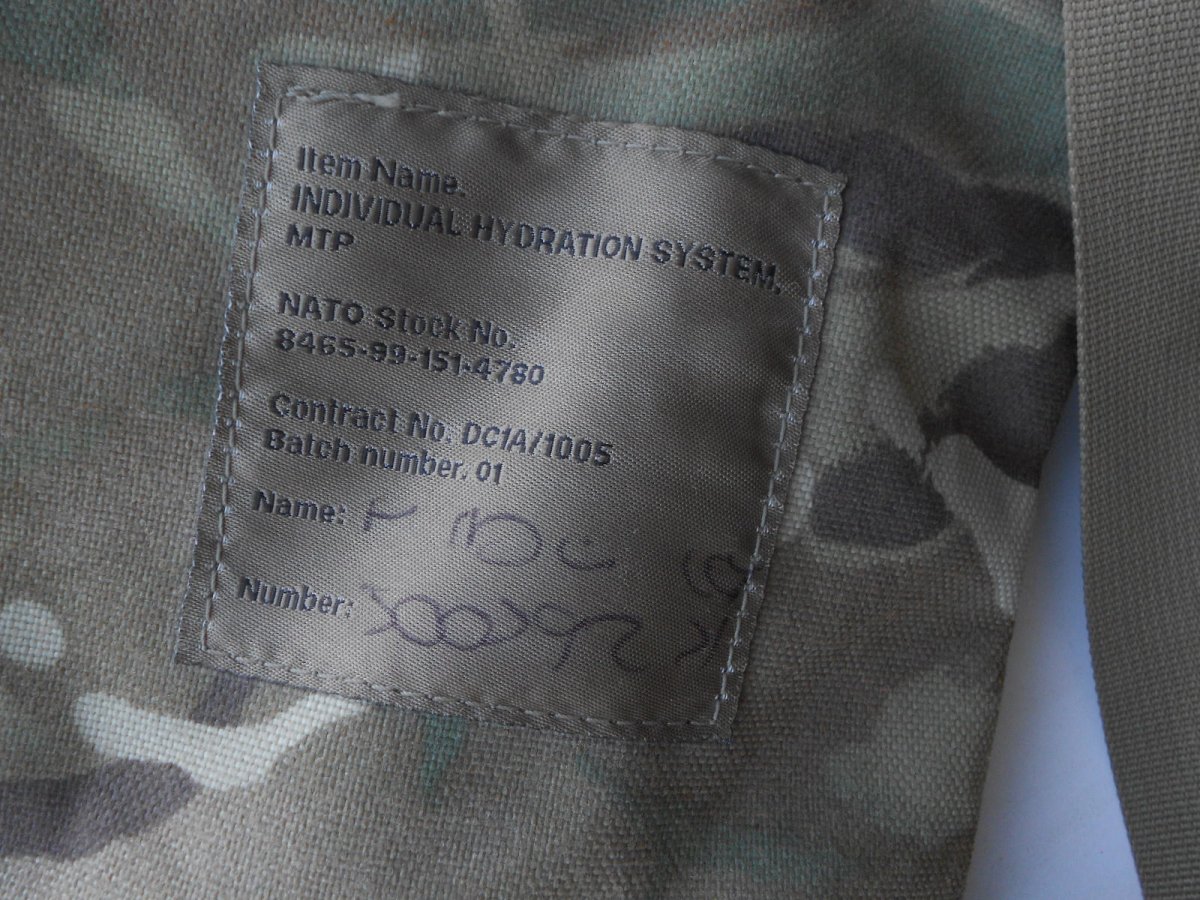 Item Name.
INDIVIDUAL HYDRATION SYSTEM,
MTP
NATO Stock No.
8465-99-151-4780
Contract No. DC1A/1005
Batch number. 01
Name:
Number: